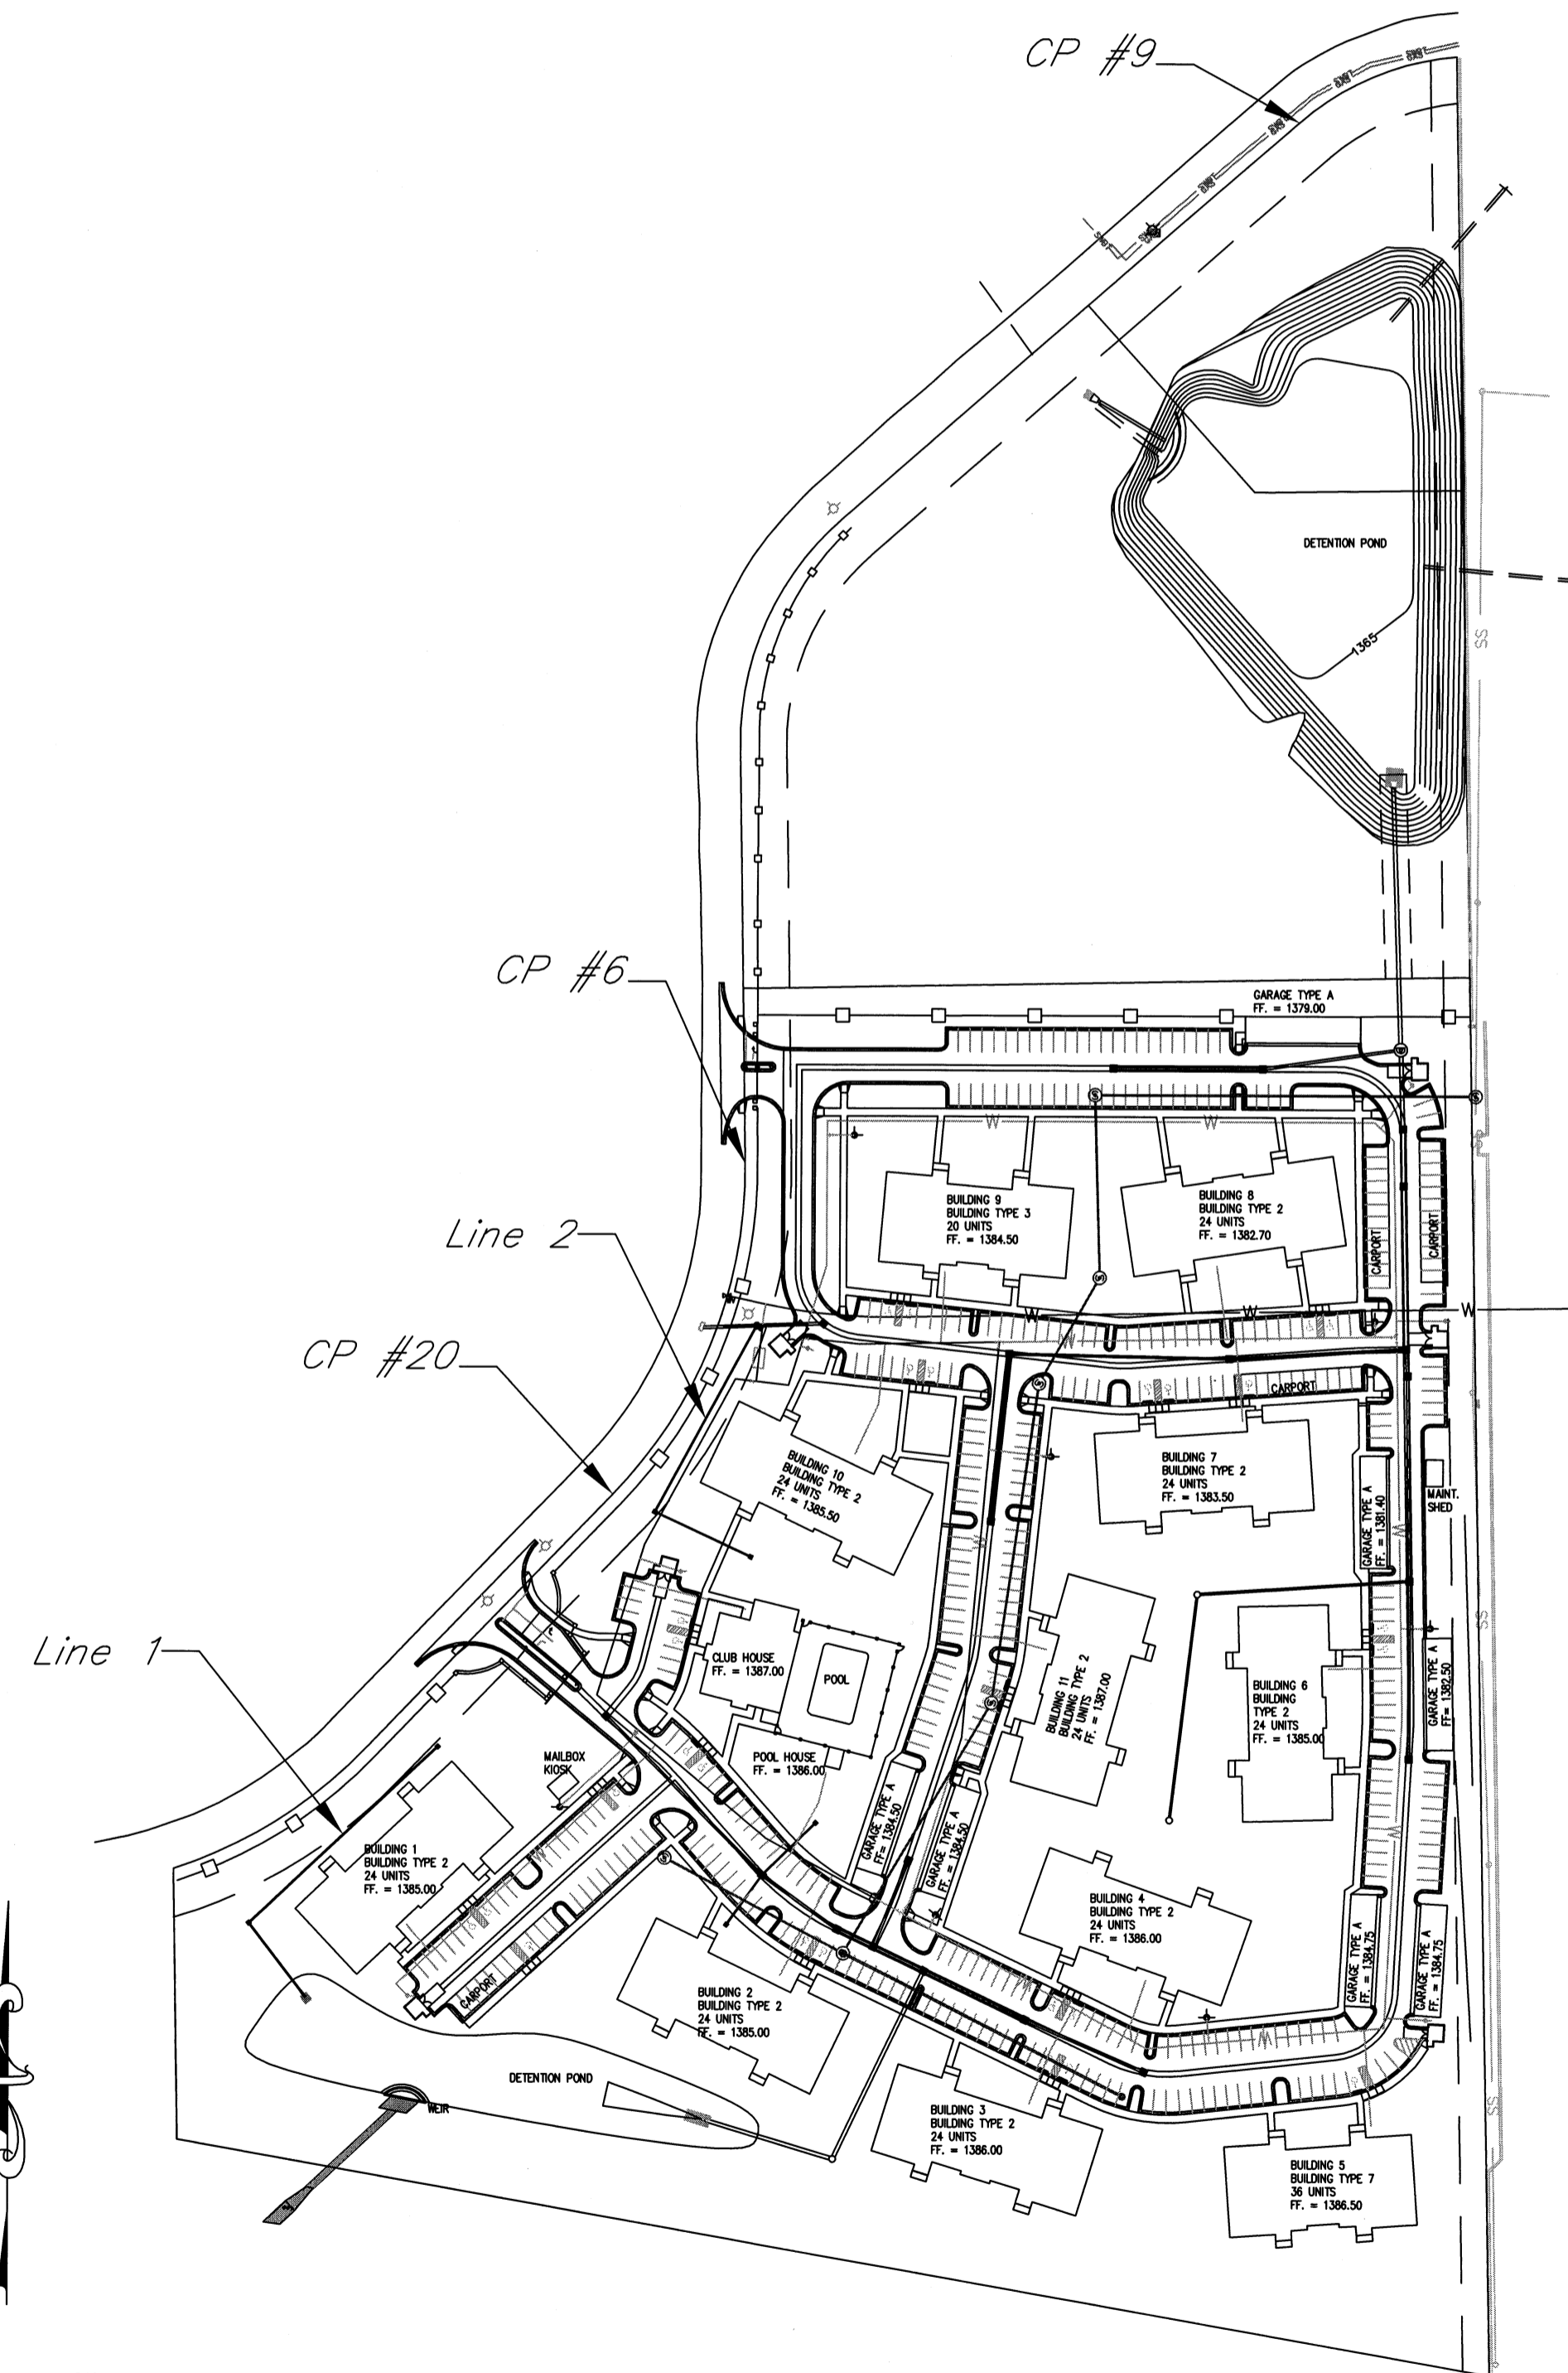 CP #9
DETENTION POND
1365
SS
CP #6
GARAGE TYPE A
FF. = 1379.00
W
W
BUILDING 9
BUILDING TYPE 3
20 UNITS
FF. = 1384.50
BUILDING 8
BUILDING TYPE 2
24 UNITS
FF. = 1382.70
CARPORT
CARPORT
Line 2
W
W
W
W
CP #20
CARPORT
BUILDING 10
BUILDING TYPE 2
24 UNITS
FF. = 1385.50
BUILDING 7
BUILDING TYPE 2
24 UNITS
FF. = 1383.50
GARAGE TYPE A
FF. = 1381.40
MAINT.
SHED
Line 1
CLUB HOUSE
FF. = 1387.00
POOL
BUILDING 11
BUILDING TYPE 2
24 UNITS
FF. = 1387.00
BUILDING 6
BUILDING
TYPE 2
24 UNITS
FF. = 1385.00
GARAGE TYPE A
FF= 1382.50
SS
MAILBOX
KIOSK
POOL HOUSE
FF. = 1386.00
GARAGE TYPE A
FF= 1384.50
GARAGE TYPE A
FF. = 1384.50
BUILDING 1
BUILDING TYPE 2
24 UNITS
FF. = 1385.00
BUILDING 4
BUILDING TYPE 2
24 UNITS
FF. = 1386.00
GARAGE TYPE A
FF. = 1384.75
GARAGE TYPE A
FF. = 1384.75
CARPORT
BUILDING 2
BUILDING TYPE 2
24 UNITS
FF. = 1385.00
DETENTION POND
WEIR
BUILDING 3
BUILDING TYPE 2
24 UNITS
FF. = 1386.00
SS
BUILDING 5
BUILDING TYPE 7
36 UNITS
FF. = 1386.50